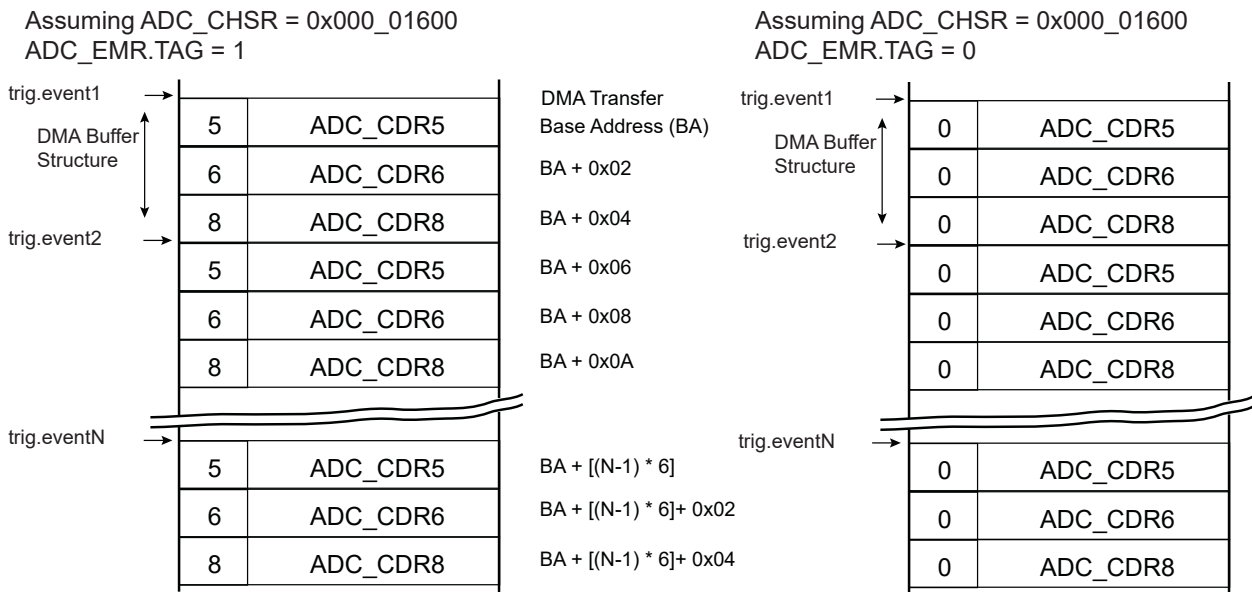 Assuming ADC_CHSR = 0x000_01600
ADC_EMR.TAG = 1
trig.event1
DMA Buffer
Structure
5 ADC_CDR5
6 ADC_CDR6
8 ADC_CDR8
trig.event2
5 ADC_CDR5
6 ADC_CDR6
8 ADC_CDR8
trig.eventN
5 ADC_CDR5
6 ADC_CDR6
8 ADC_CDR8
DMA Transfer
Base Address (BA)
BA + 0x02
BA + 0x04
BA + 0x06
BA + 0x08
BA + 0x0A
BA + [(N-1) * 6]
BA + [(N-1) * 6]+ 0x02
BA + [(N-1) * 6]+ 0x04
Assuming ADC_CHSR = 0x000_01600
ADC_EMR.TAG = 0
trig.event1
DMA Buffer
Structure
0 ADC_CDR5
0 ADC_CDR6
0 ADC_CDR8
trig.event2
0 ADC_CDR5
0 ADC_CDR6
0 ADC_CDR8
trig.eventN
0 ADC_CDR5
0 ADC_CDR6
0 ADC_CDR8